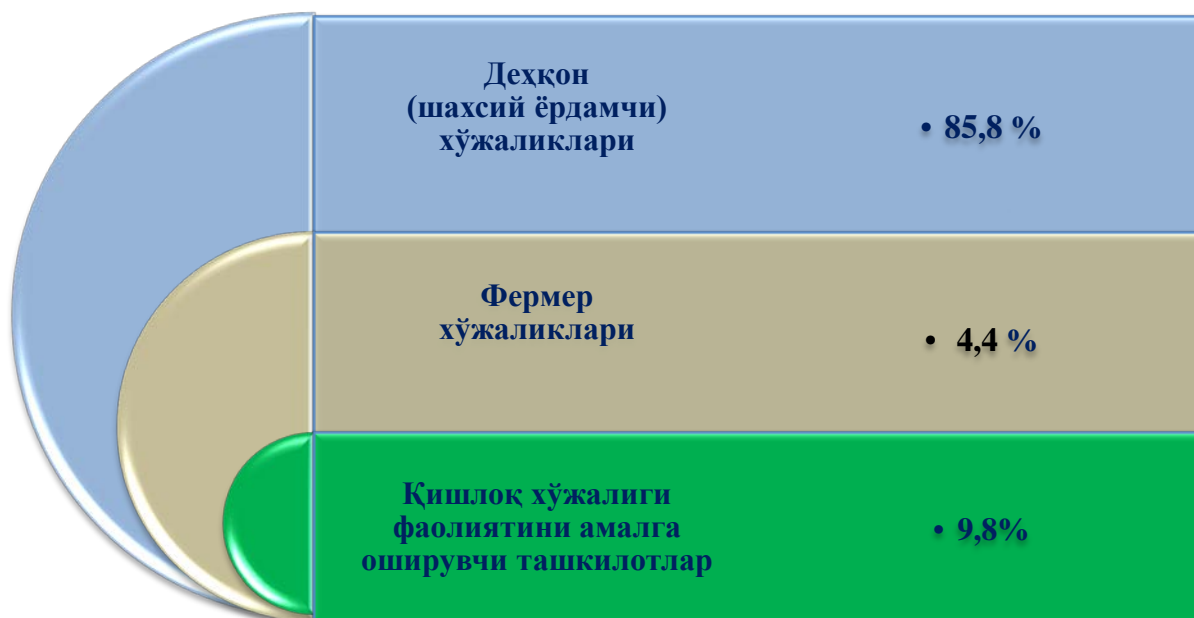 Деҳқон
(шахсий ёрдамчи)
хўжаликлари
• 85,8 %
Фермер
хўжаликлари
• 4,4 %
Қишлоқ хўжалиги
фаолиятини амалга
оширувчи ташкилотлар
• 9,8%